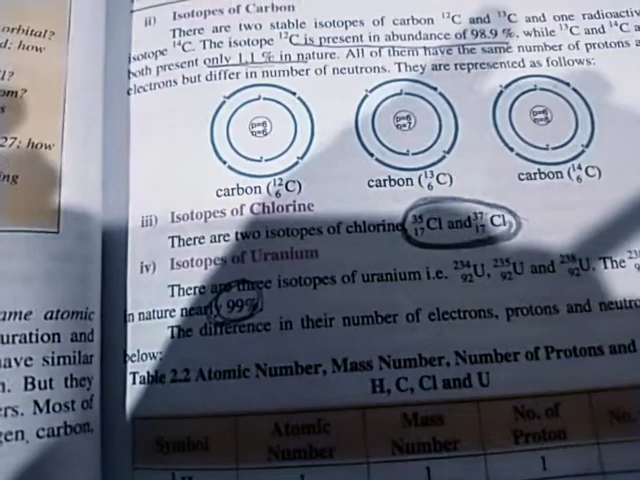 orbital?
d: how
27: how
ing
ame atomic
uration and
ave similar
n. But they
ers. Most of
gen, carbon,
ii) Isotopes of Carbon
There are two stable isotopes of carbon ¹²C and ¹³C and one radioactiv
isotope ¹⁴C. The isotope ¹²C is present in abundance of 98.9 %, while ¹³C and ¹⁴C a
both present only 1.1 % in nature. All of them have the same number of protons a
electrons but differ in number of neutrons. They are represented as follows:
p=6
n=6
p=6
n=7
p=6
carbon (¹²₆C)
carbon (¹³₆C)
carbon (¹⁴₆C)
iii) Isotopes of Chlorine
There are two isotopes of chlorine, ³⁵₁₇Cl and ³⁷₁₇Cl,
iv) Isotopes of Uranium
There are three isotopes of uranium i.e. ²³⁴₉₂U, ²³⁵₉₂U and ²³⁸₉₂U. The ²³
in nature nearly 99%
The difference in their number of electrons, protons and neutro
below:
Table 2.2 Atomic Number, Mass Number, Number of Protons and
H, C, Cl and U
Symbol
Atomic
Number
Mass
Number
No. of
Proton
No.
1
1